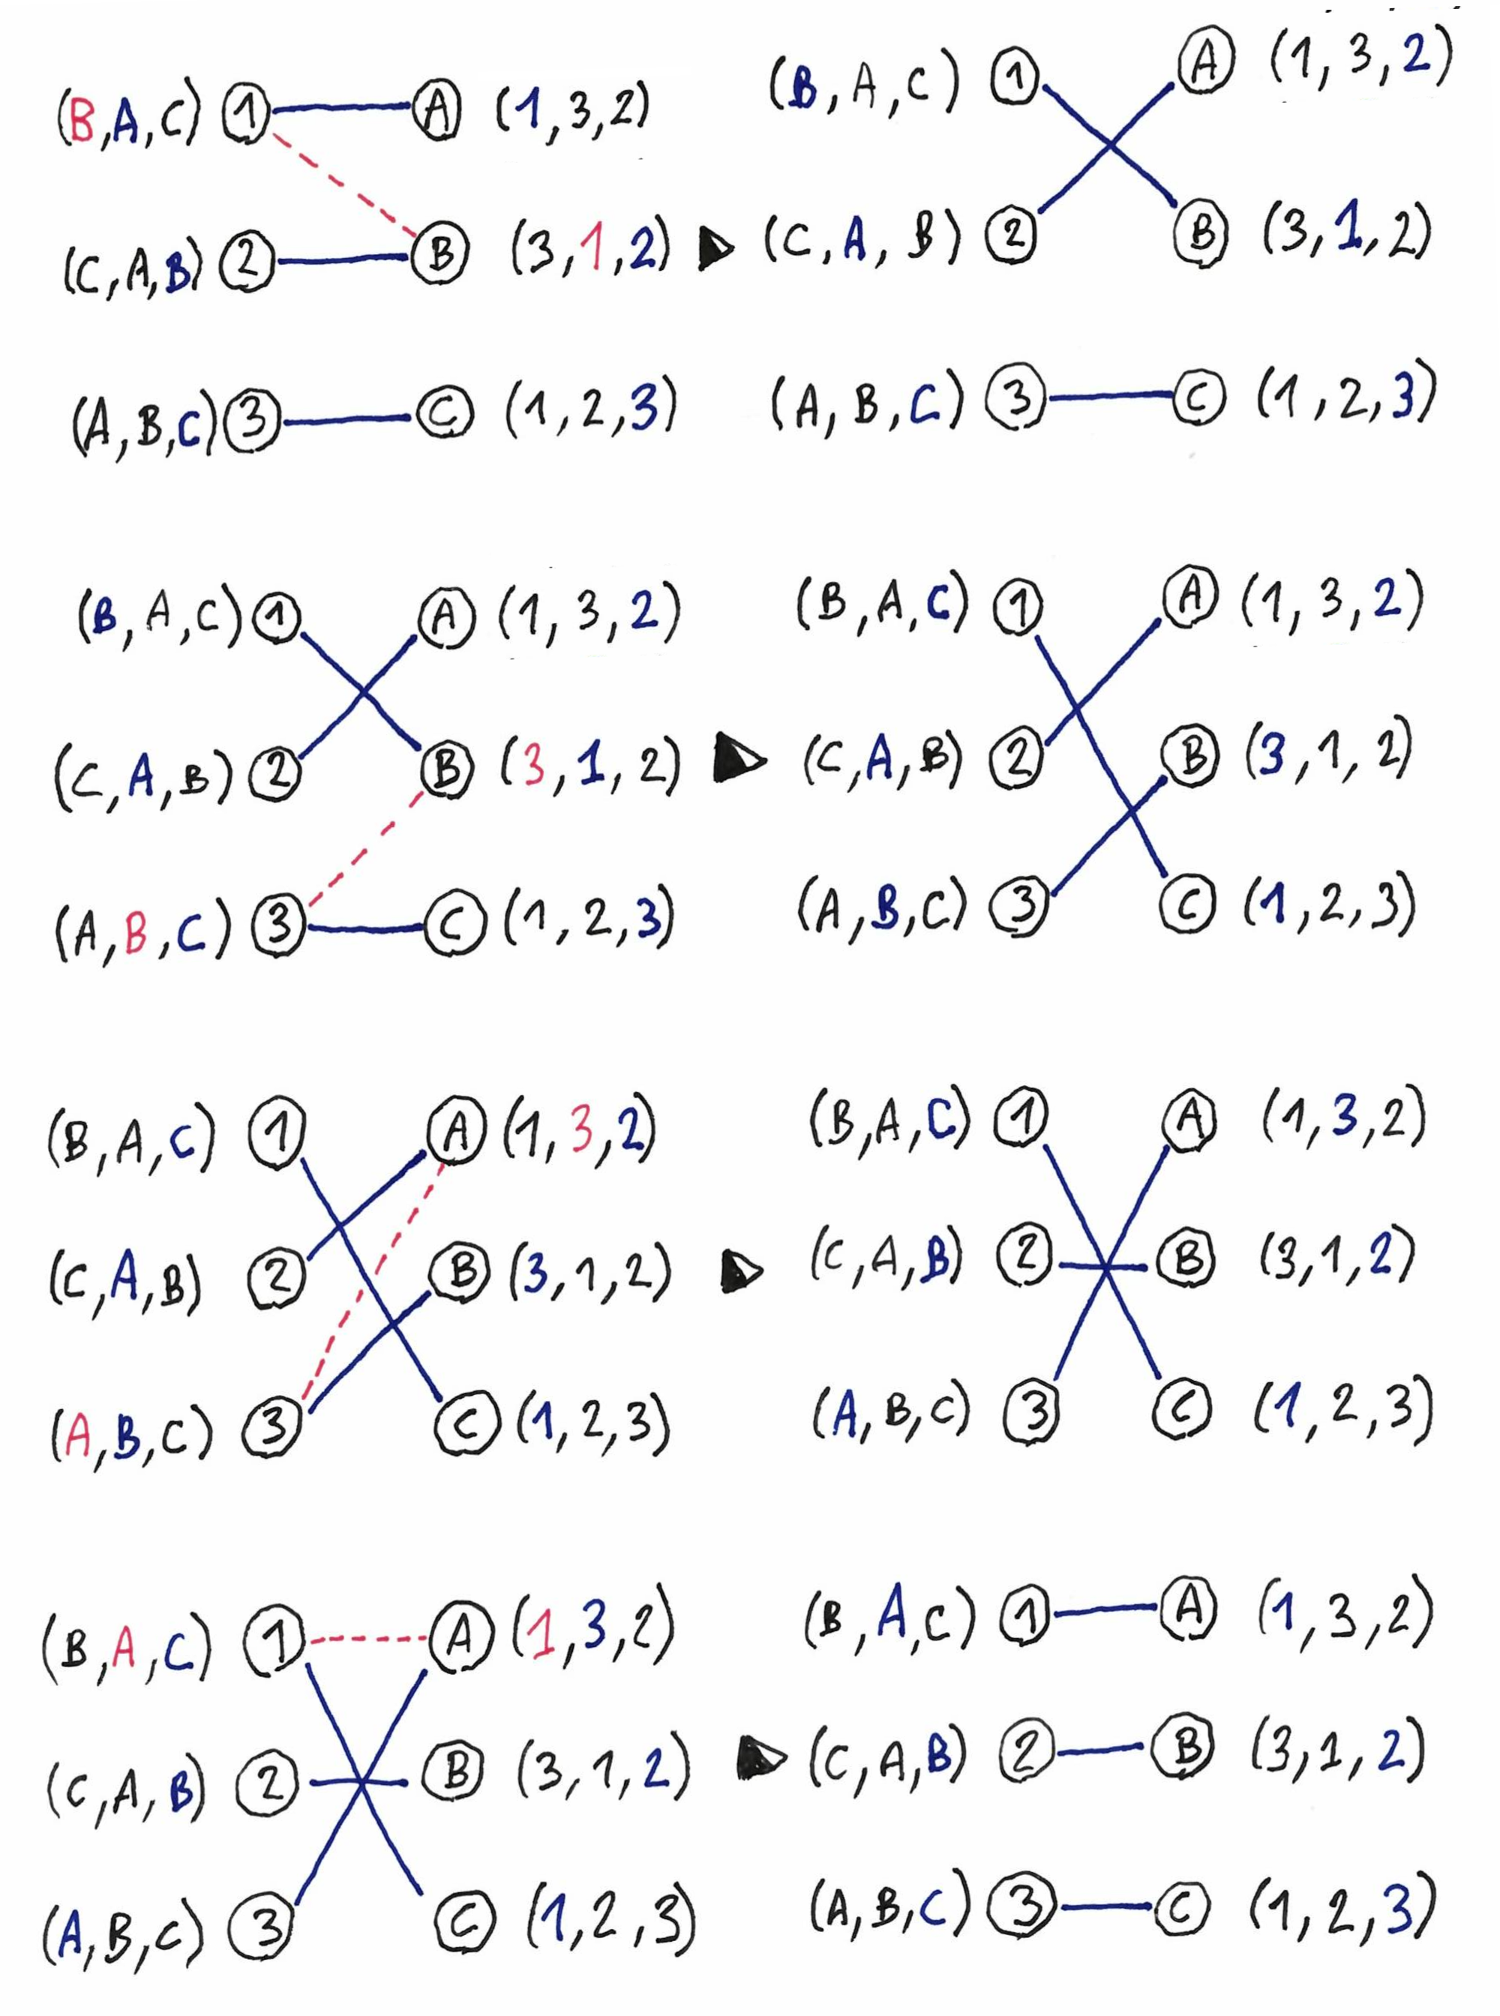 (B,A,C) 1 A (1,3,2)
(C,A,B) 2 B (3,1,2)
(A,B,C) 3 C (1,2,3)
(B,A,C) 1 A (1,3,2)
(C,A,B) 2 B (3,1,2)
(A,B,C) 3 C (1,2,3)
(B,A,C) 1 A (1,3,2)
(C,A,B) 2 B (3,1,2)
(A,B,C) 3 C (1,2,3)
(B,A,C) 1 A (1,3,2)
(C,A,B) 2 B (3,1,2)
(A,B,C) 3 C (1,2,3)
(B,A,C) 1 A (1,3,2)
(C,A,B) 2 B (3,1,2)
(A,B,C) 3 C (1,2,3)
(B,A,C) 1 A (1,3,2)
(C,A,B) 2 B (3,1,2)
(A,B,C) 3 C (1,2,3)
(B,A,C) 1 A (1,3,2)
(C,A,B) 2 B (3,1,2)
(A,B,C) 3 C (1,2,3)
(B,A,C) 1 A (1,3,2)
(C,A,B) 2 B (3,1,2)
(A,B,C) 3 C (1,2,3)